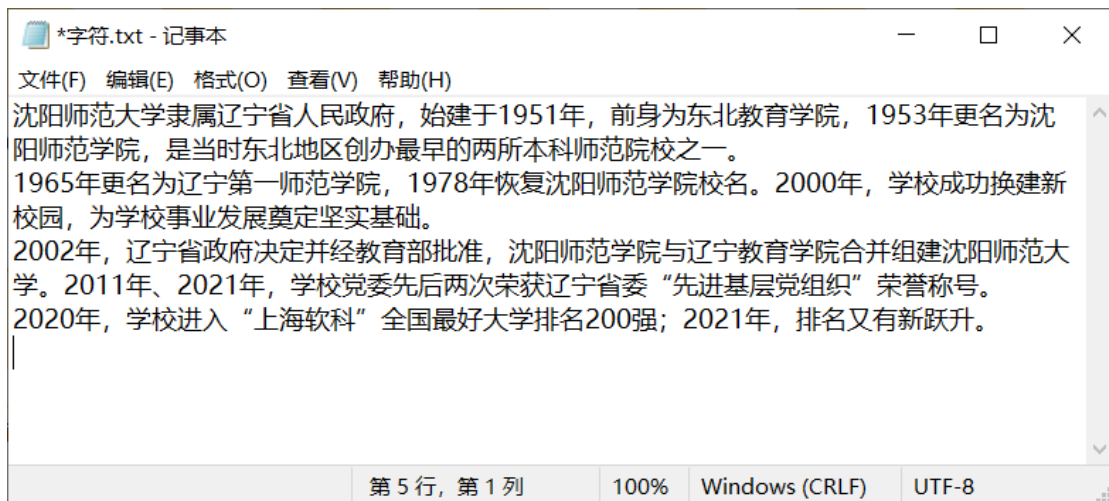 *字符.txt - 记事本
文件(F) 编辑(E) 格式(O) 查看(V) 帮助(H)
沈阳师范大学隶属辽宁省人民政府，始建于1951年，前身为东北教育学院，1953年更名为沈
阳师范学院，是当时东北地区创办最早的两所本科师范院校之一。
1965年更名为辽宁第一师范学院，1978年恢复沈阳师范学院校名。2000年，学校成功换建新
校园，为学校事业发展奠定坚实基础。
2002年，辽宁省政府决定并经教育部批准，沈阳师范学院与辽宁教育学院合并组建沈阳师范大
学。2011年、2021年，学校党委先后两次荣获辽宁省委“先进基层党组织”荣誉称号。
2020年，学校进入“上海软科”全国最好大学排名200强；2021年，排名又有新跃升。
第 5 行，第 1 列 100% Windows (CRLF) UTF-8